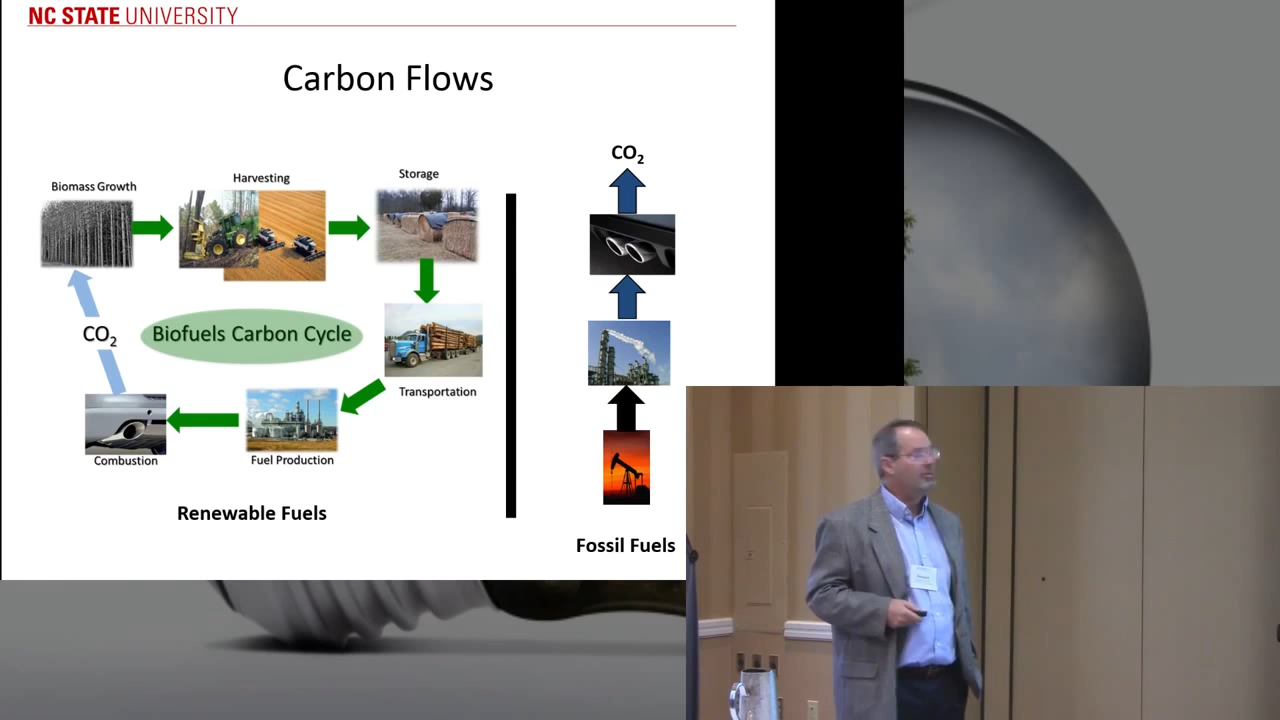 NC STATE UNIVERSITY
Carbon Flows
Biomass Growth
Harvesting
Storage
CO₂
Biofuels Carbon Cycle
Transportation
Combustion
Fuel Production
Renewable Fuels
CO₂
Fossil Fuels